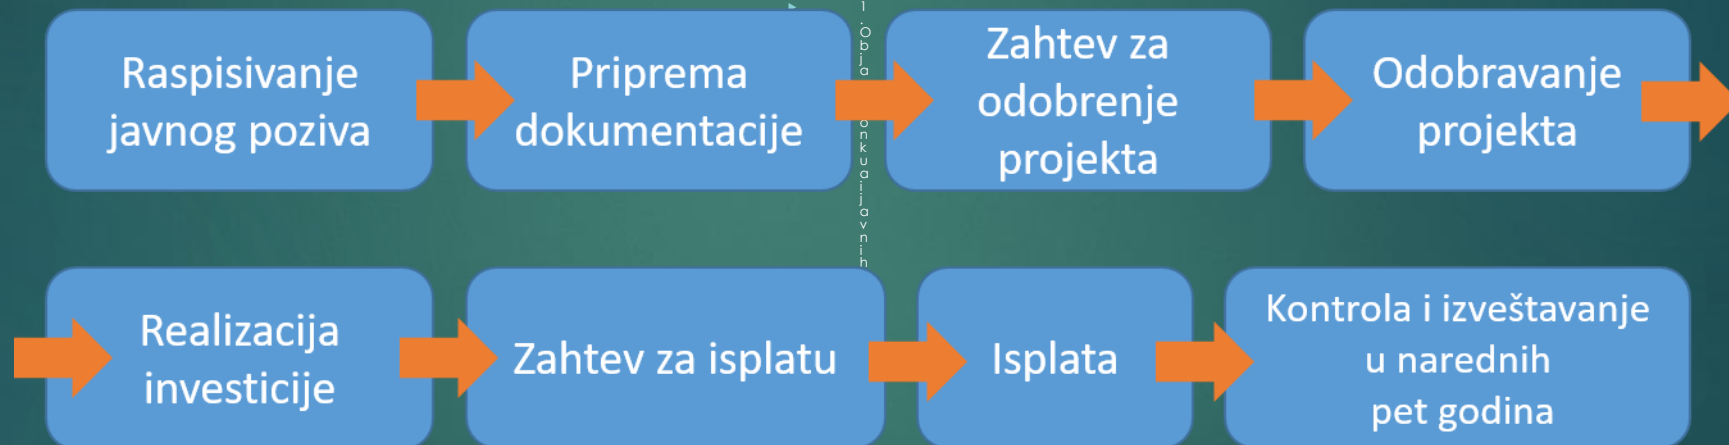 Raspisivanje
javnog poziva
Priprema
dokumentacije
Zahtev za
odobrenje
projekta
Odobravanje
projekta
Realizacija
investicije
Zahtev za isplatu
Isplata
Kontrola i izveštavanje
u narednih
pet godina